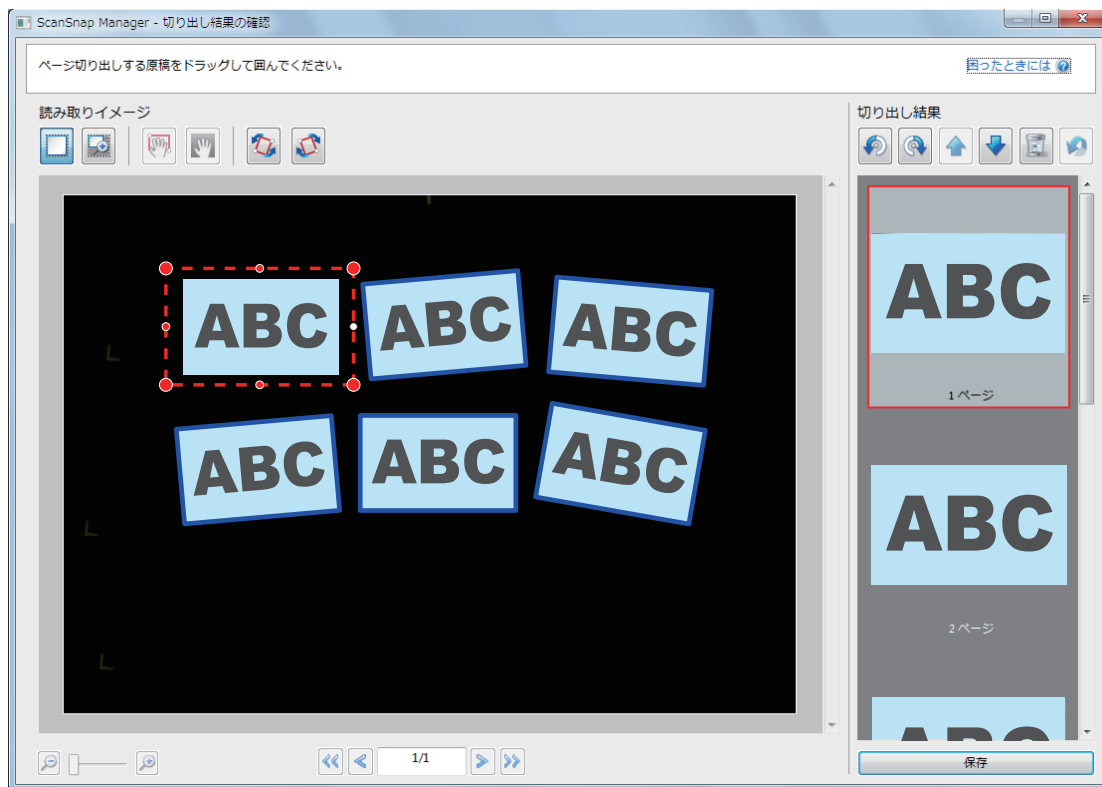 ScanSnap Manager - 切り出し結果の確認
ページ切り出しする原稿をドラッグして囲んでください。
困ったときには
読み取りイメージ
切り出し結果
ABC
ABC
ABC
ABC
ABC
ABC
ABC
1 ページ
ABC
2 ページ
ABC
1/1
保存